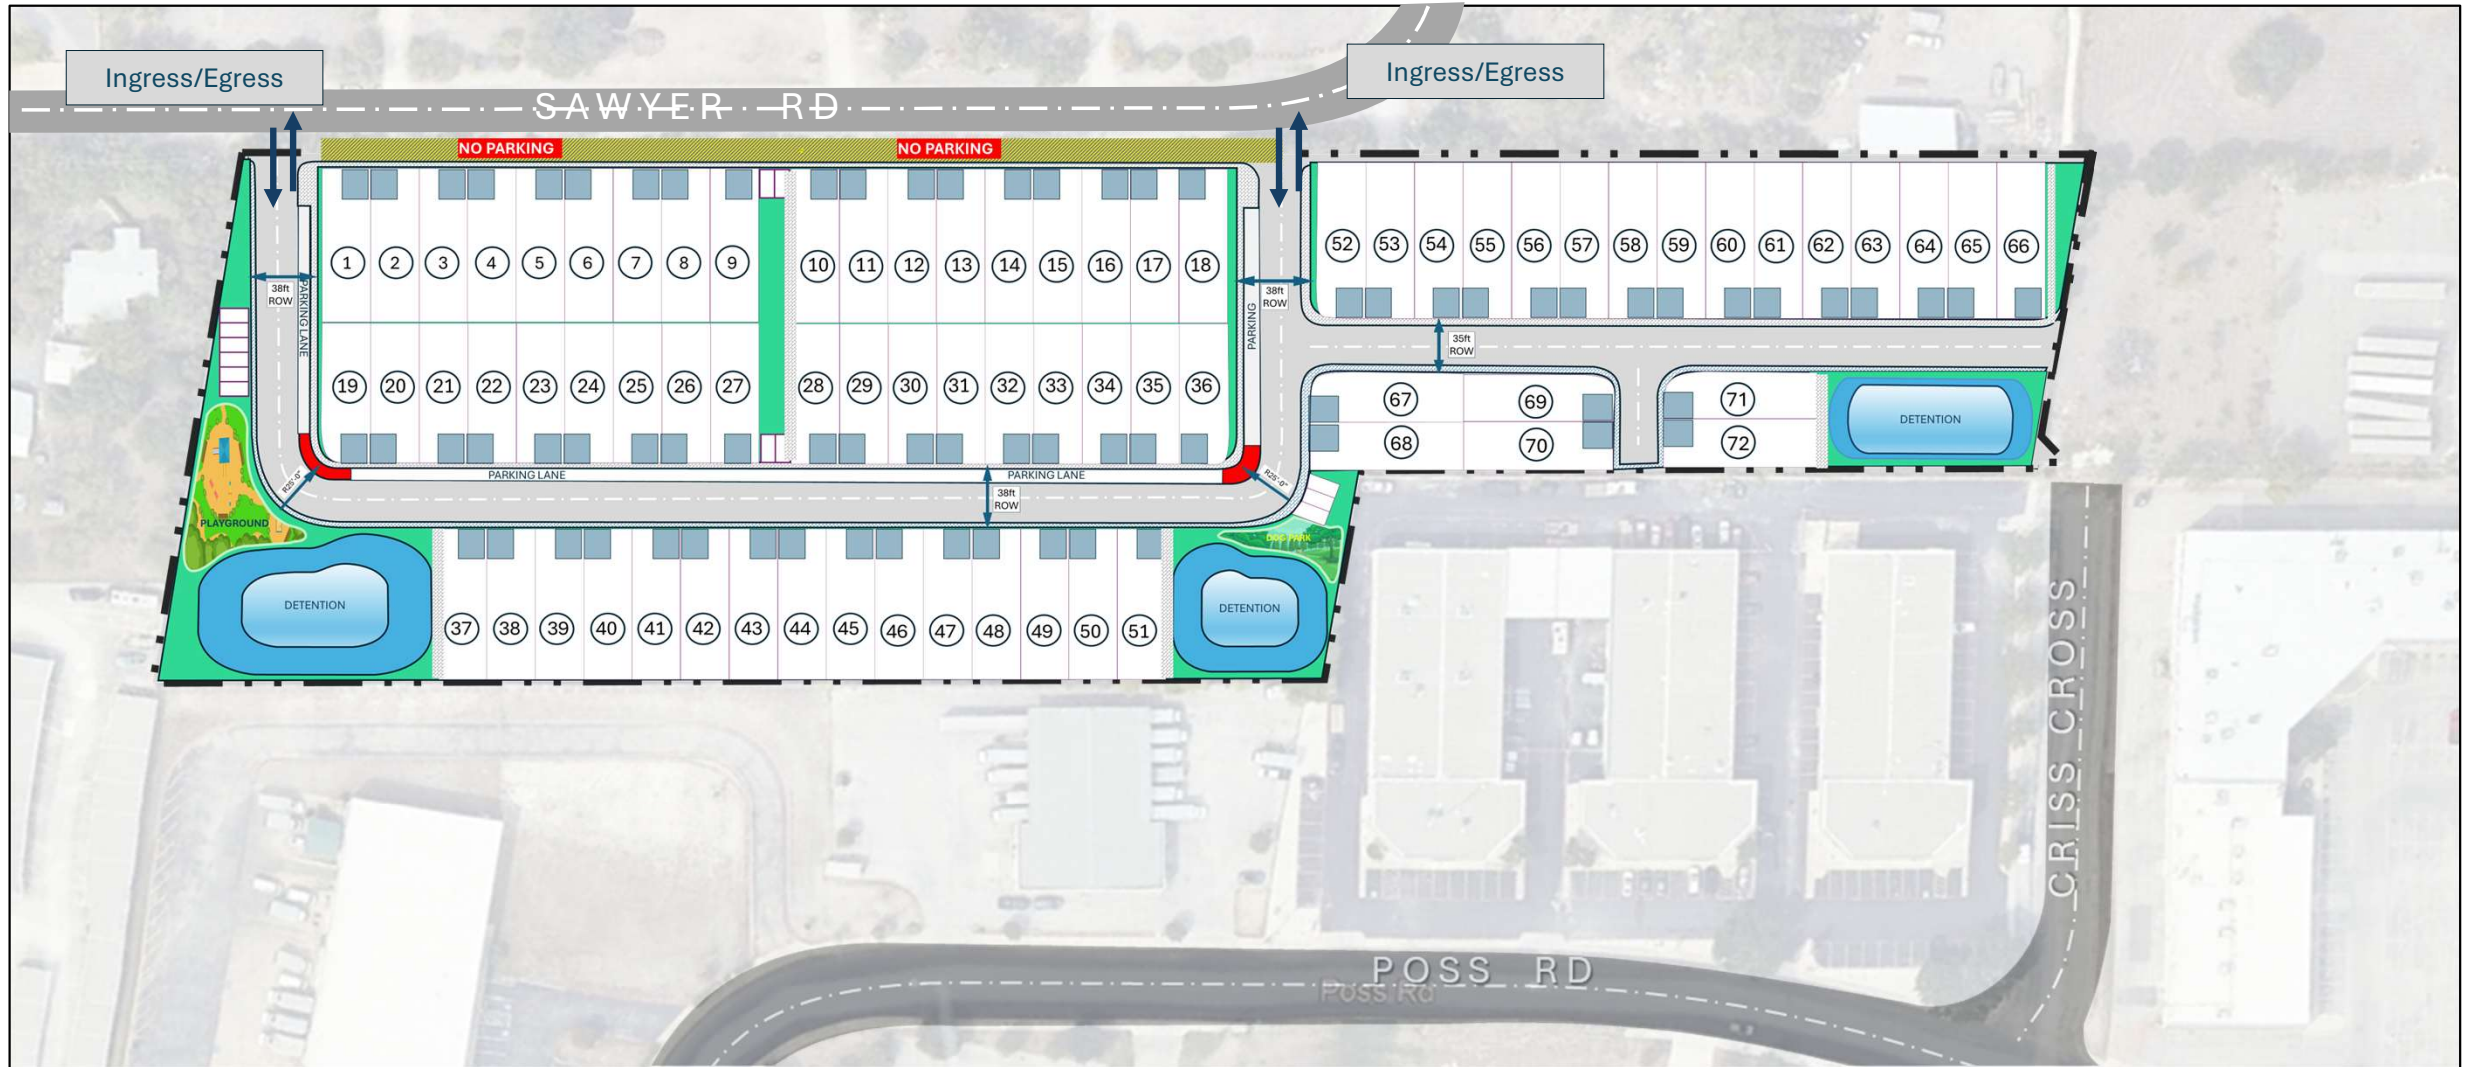 Ingress/Egress
Ingress/Egress
SAWYER RD
NO PARKING
NO PARKING
1 2 3 4 5 6 7 8 9
10 11 12 13 14 15 16 17 18
52 53 54 55 56 57 58 59 60 61 62 63 64 65 66
38ft
ROW
PARKING LANE
38ft
ROW
PARKING
35ft
ROW
19 20 21 22 23 24 25 26 27
28 29 30 31 32 33 34 35 36
67
68
69
70
71
72
DETENTION
PARKING LANE
PARKING LANE
R25'-0"
R25'-0"
38ft
ROW
PLAYGROUND
DOG PARK
DETENTION
DETENTION
37 38 39 40 41 42 43 44 45 46 47 48 49 50 51
CRISS CROSS
POSS RD
Poss Rd